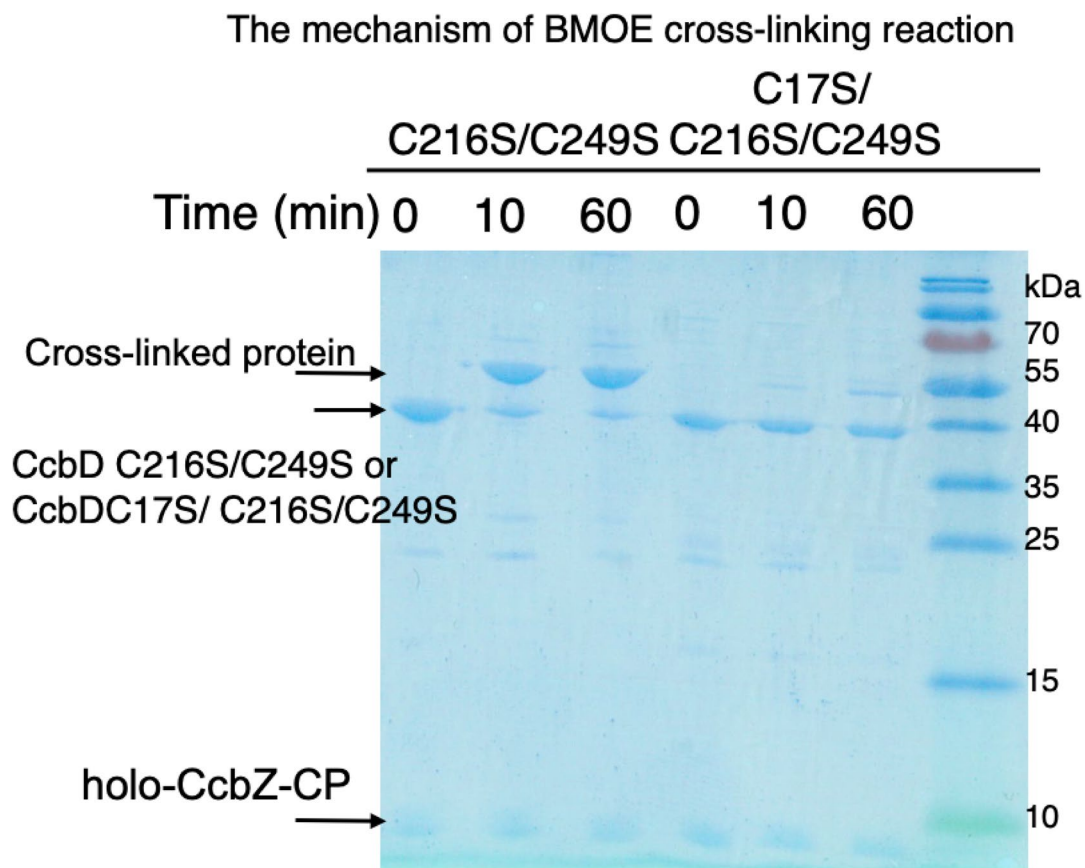 The mechanism of BMOE cross-linking reaction
C17S/
C216S/C249S C216S/C249S
Time (min) 0 10 60 0 10 60
kDa
70
Cross-linked protein
55
40
CcbD C216S/C249S or
35
CcbDC17S/ C216S/C249S
25
15
holo-CcbZ-CP
10